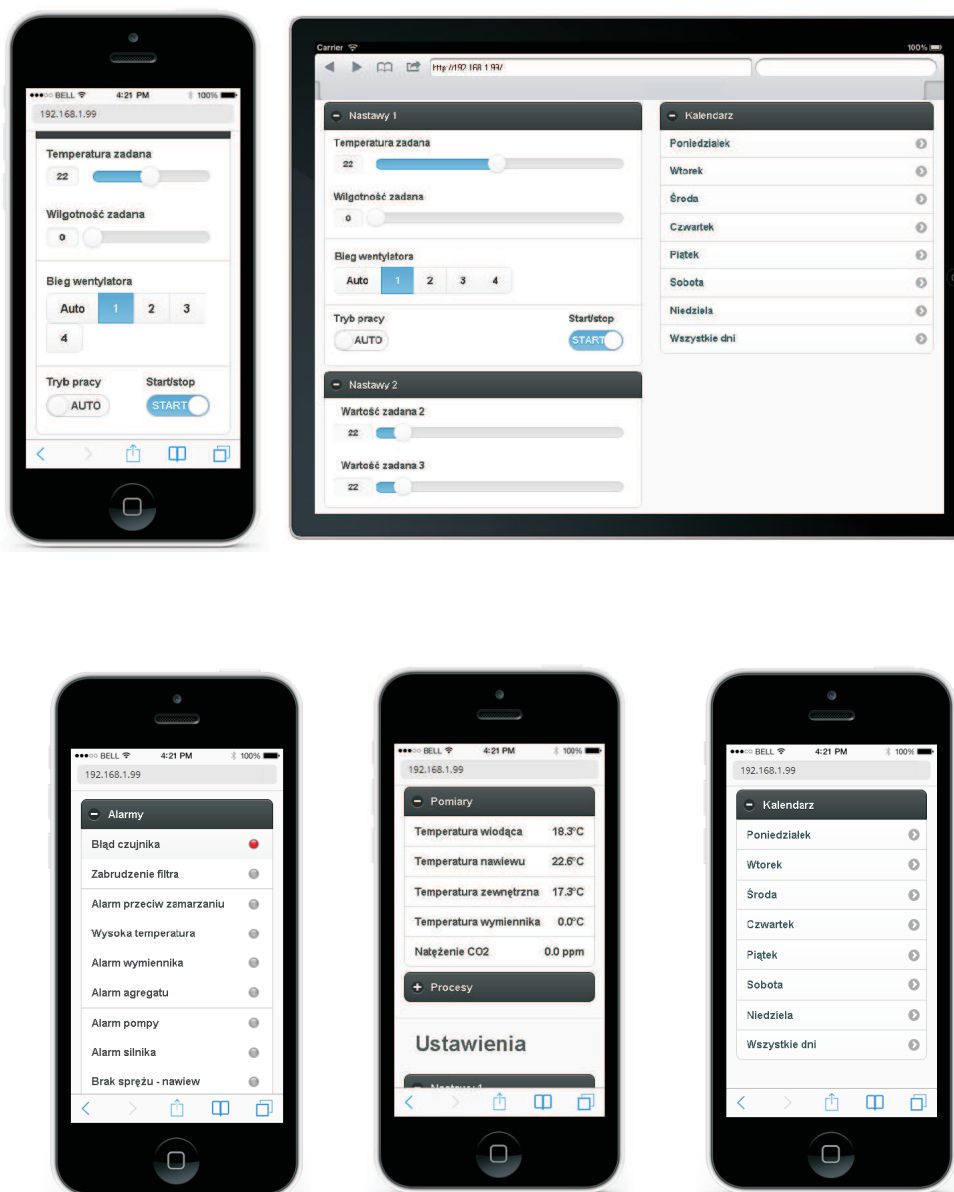 ●●●○○ BELL 4:21 PM 100%
192.168.1.99
Temperatura zadana
22
Wilgotność zadana
0
Bieg wentylatora
Auto 1 2 3
4
Tryb pracy Start/stop
AUTO START
Carrier 100%
http://192.168.1.99/
Nastawy 1
Temperatura zadana
22
Wilgotność zadana
0
Bieg wentylatora
Auto 1 2 3 4
Tryb pracy Start/stop
AUTO START
Nastawy 2
Wartość zadana 2
22
Wartość zadana 3
22
Kalendarz
Poniedziałek
Wtorek
Środa
Czwartek
Piątek
Sobota
Niedziela
Wszystkie dni
●●●○○ BELL 4:21 PM 100%
192.168.1.99
Alarmy
Błąd czujnika
Zabrudzenie filtra
Alarm przeciw zamarzaniu
Wysoka temperatura
Alarm wymiennika
Alarm agregatu
Alarm pompy
Alarm silnika
Brak sprężu - nawiew
●●●○○ BELL 4:21 PM 100%
192.168.1.99
Pomiary
Temperatura wiodąca 18.3°C
Temperatura nawiewu 22.6°C
Temperatura zewnętrzna 17.3°C
Temperatura wymiennika 0.0°C
Natężenie CO2 0.0 ppm
Procesy
Ustawienia
Nastawy 1
●●●○○ BELL 4:21 PM 100%
192.168.1.99
Kalendarz
Poniedziałek
Wtorek
Środa
Czwartek
Piątek
Sobota
Niedziela
Wszystkie dni